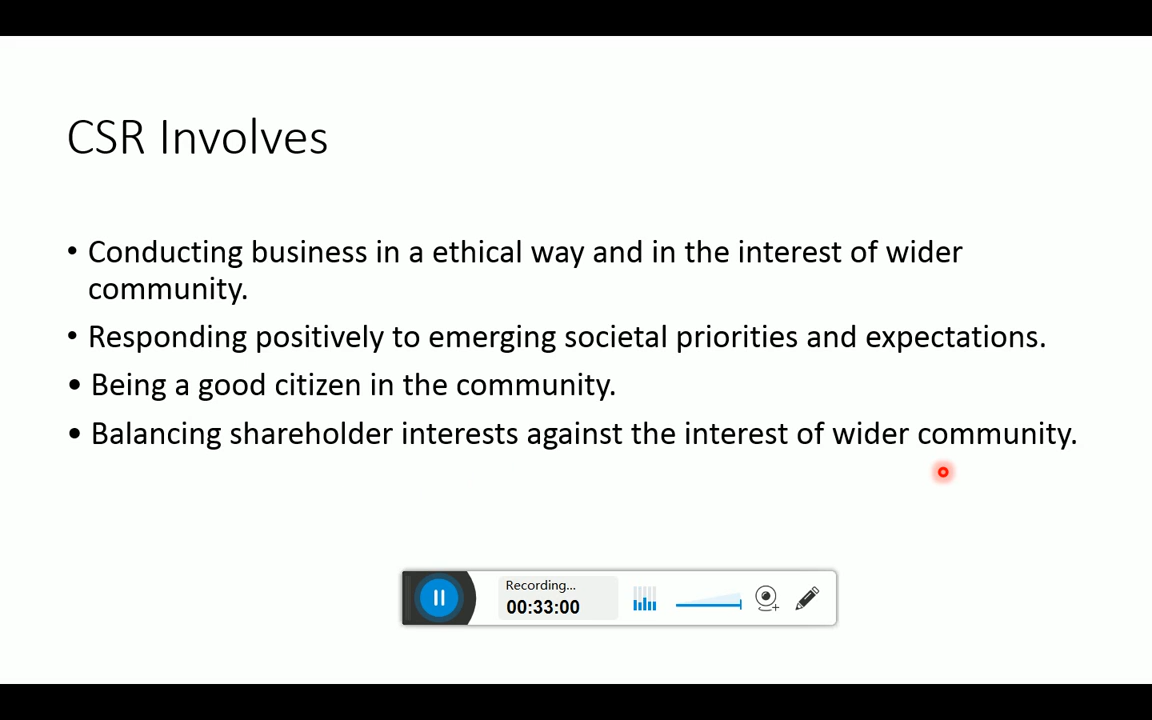 CSR Involves
• Conducting business in a ethical way and in the interest of wider
community.
• Responding positively to emerging societal priorities and expectations.
• Being a good citizen in the community.
• Balancing shareholder interests against the interest of wider community.
Recording...
00:33:00